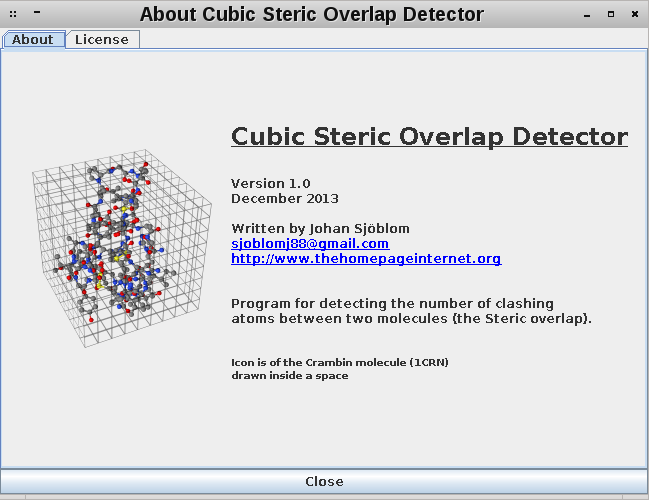 About Cubic Steric Overlap Detector
About
License
Cubic Steric Overlap Detector
Version 1.0
December 2013
Written by Johan Sjöblom
sjoblomj88@gmail.com
http://www.thehomepageinternet.org
Program for detecting the number of clashing
atoms between two molecules (the Steric overlap).
Icon is of the Crambin molecule (1CRN)
drawn inside a space
Close